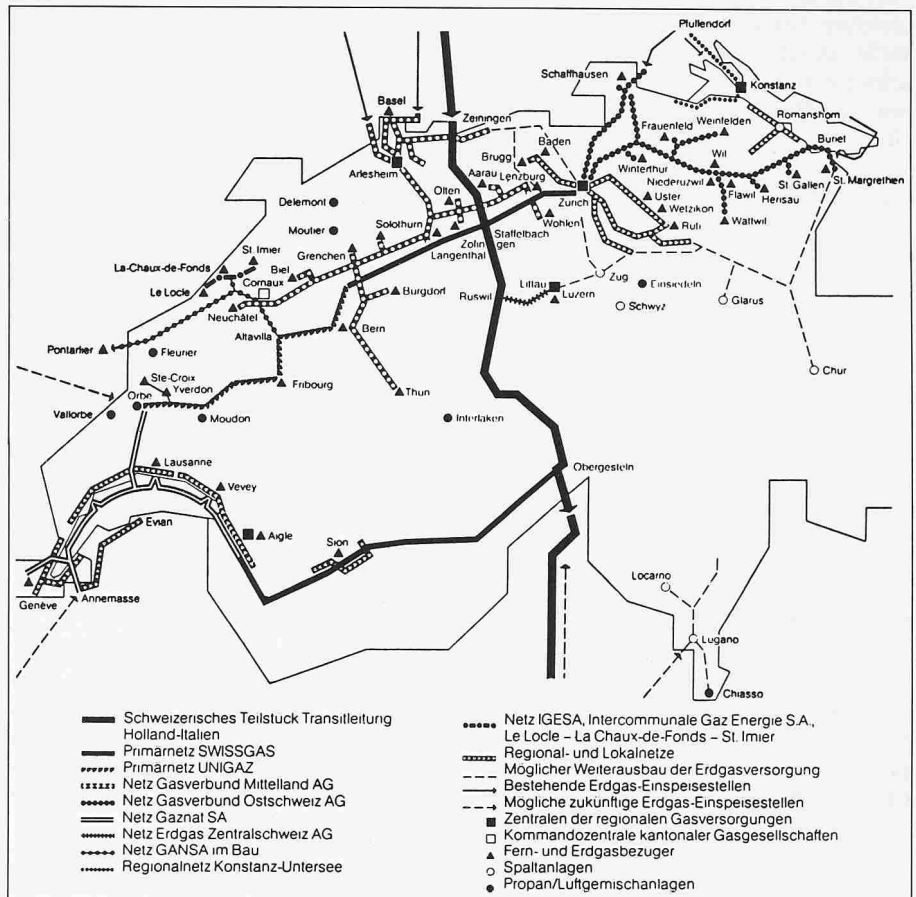 Pfullendorf
Schaffhausen
Konstanz
Basel
Zeiningen
Romanshorn
Frauenfeld
Weinfelden
Buriet
Baden
Brugg
Arlesheim
Aarau
Lenzburg
Winterthur
Wil
Niederuzwil
Flawil
St. Gallen
St. Margrethen
Herisau
Olten
Zürich
Uster
Wetzikon
Wattwil
Delemont
Moutier
Solothurn
Wohlen
Rüti
Staffelbach
Zofingen
Langenthal
Grenchen
St. Imier
La-Chaux-de-Fonds
Biel
Cornaux
Le Locle
Zug
Littau
Einsiedeln
Luzern
Ruswil
Schwyz
Glarus
Burgdorf
Neuchâtel
Altavilla
Bern
Pontarlier
Fleurier
Chur
Ste-Croix
Yverdon
Fribourg
Thun
Orbe
Vallorbe
Moudon
Interlaken
Lausanne
Obergesteln
Vevey
Evian
Aigle
Sion
Genève
Annemasse
Locarno
Lugano
Chiasso
Schweizerisches Teilstück Transitleitung
Holland-Italien
Primärnetz SWISSGAS
Primärnetz UNIGAZ
Netz Gasverbund Mittelland AG
Netz Gasverbund Ostschweiz AG
Netz Gaznat SA
Netz Erdgas Zentralschweiz AG
Netz GANSA im Bau
Regionalnetz Konstanz-Untersee
Netz IGESA, Intercommunale Gaz Energie S.A.,
Le Locle – La Chaux-de-Fonds – St. Imier
Regional- und Lokalnetze
Möglicher Weiterausbau der Erdgasversorgung
Bestehende Erdgas-Einspeisestellen
Mögliche zukünftige Erdgas-Einspeisestellen
Zentralen der regionalen Gasversorgungen
Kommandozentrale kantonaler Gasgesellschaften
Fern- und Erdgasbezüger
Spaltanlagen
Propan/Luftgemischanlagen